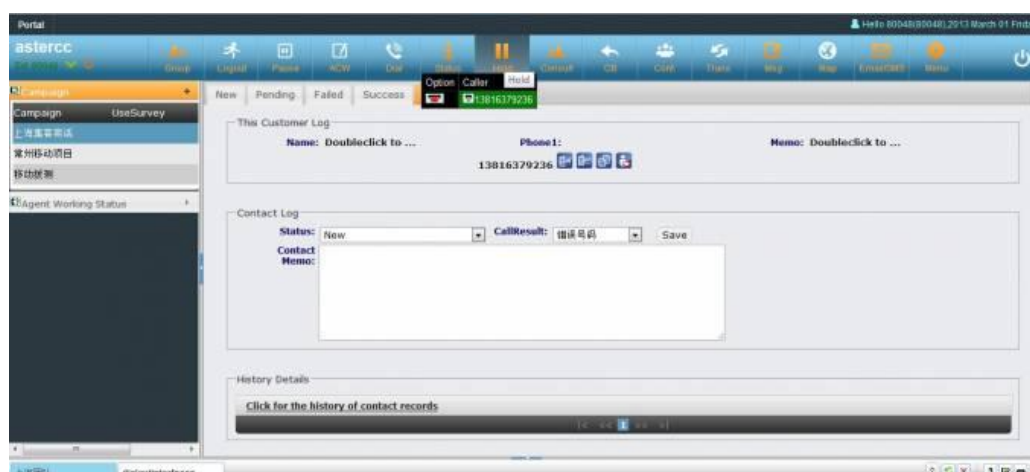 Portal
Hello 80048(80048),2013 March 01 Frida
astercc
Group
Logout
Pause
ACW
Dial
Status
Hold
Consult
Conf
Trans
Msg
Map
Email/SMS
Menu
Option Caller Hold
13816379236
Campaign
Campaign UseSurvey
常州移动项目
Agent Working Status
New Pending Failed Success
This Customer Log
Name: Doubleclick to ...
Phone1:
Memo: Doubleclick to ...
13816379236
Contact Log
Status: New
CallResult: 错误号码
Save
Contact
Memo:
History Details
Click for the history of contact records
1